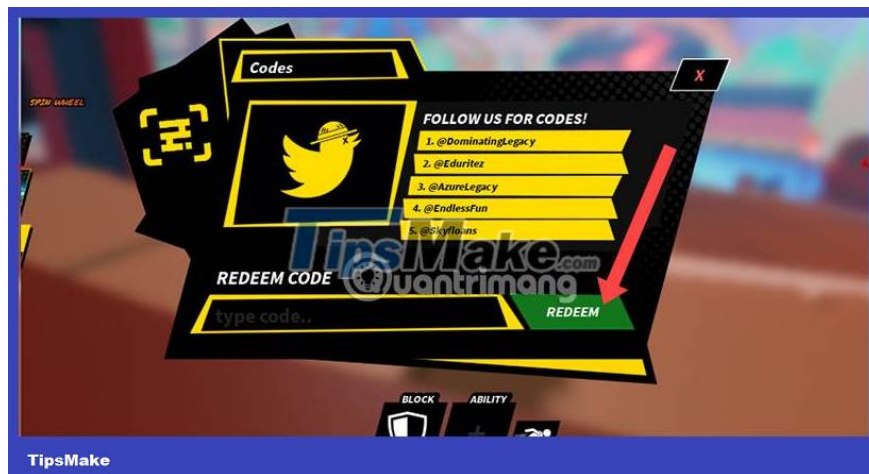 Codes
X
SPIN WHEEL
FOLLOW US FOR CODES!
1. @DominatingLegacy
2. @Eduritez
3. @AzureLegacy
4. @EndlessFun
5. @Skyfloans
TipsMake.com
Quantrimang
REDEEM CODE
type code..
REDEEM
BLOCK
ABILITY
TipsMake